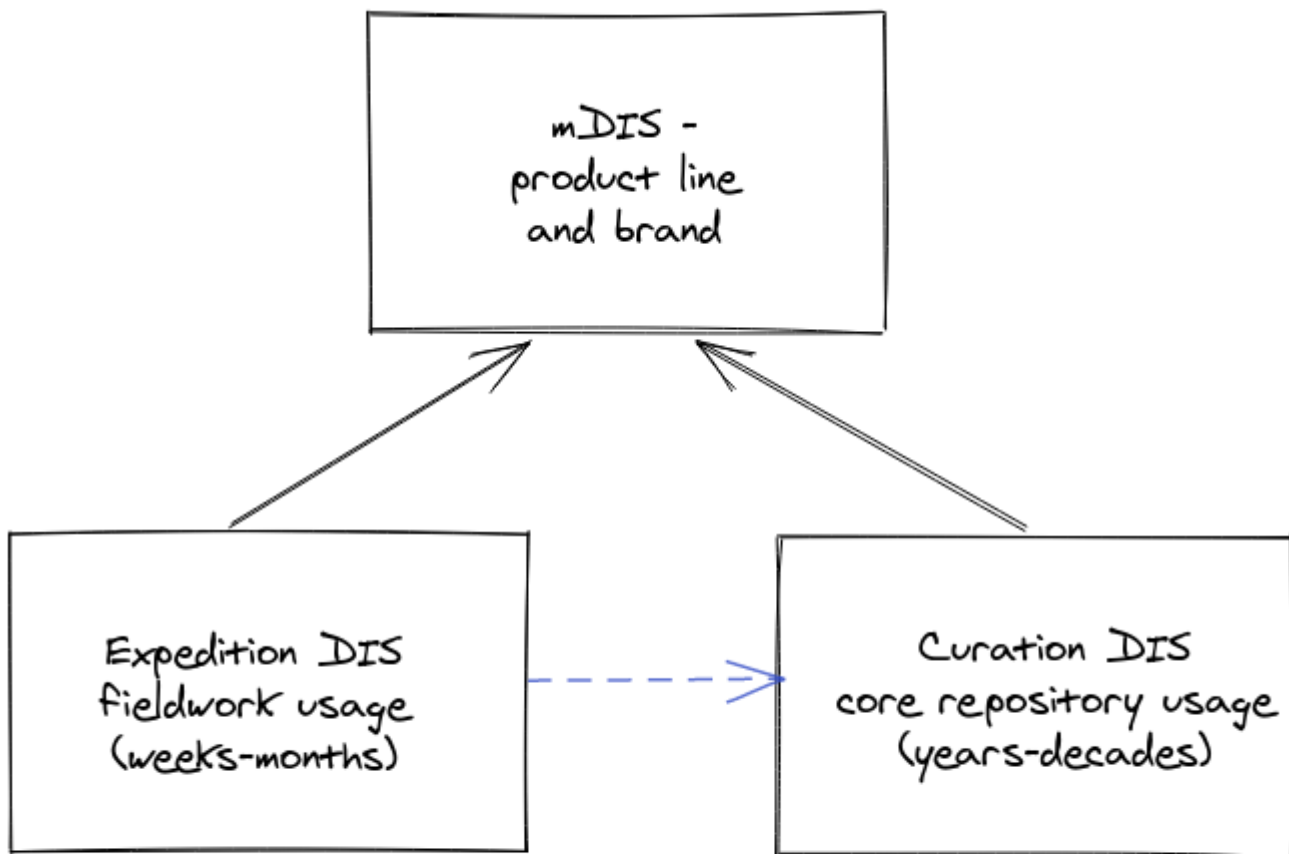 mDIS -
product line
and brand
Expedition DIS
fieldwork usage
(weeks-months)
Curation DIS
core repository usage
(years-decades)